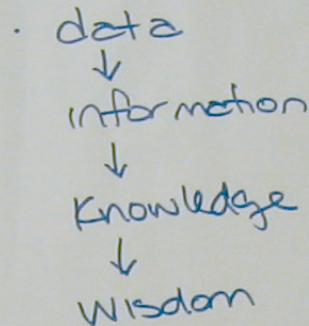 · data
↓
information
↓
Knowledge
↓
Wisdom